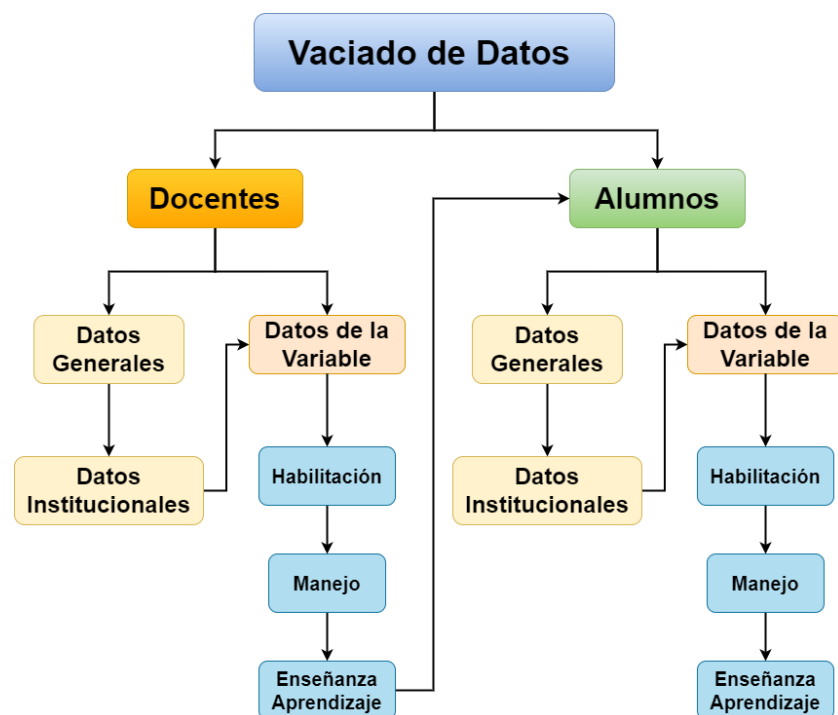 Vaciado de Datos
Docentes
Alumnos
Datos
Generales
Datos de la
Variable
Datos
Generales
Datos de la
Variable
Datos
Institucionales
Habilitación
Datos
Institucionales
Habilitación
Manejo
Manejo
Enseñanza
Aprendizaje
Enseñanza
Aprendizaje